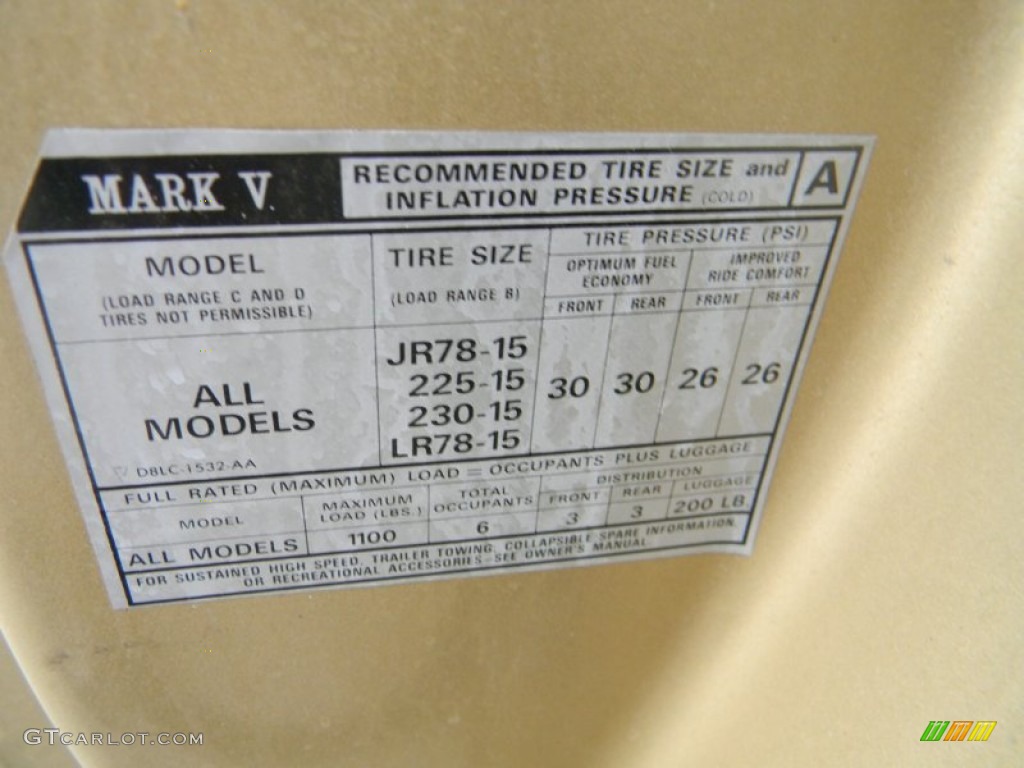 MARK V
RECOMMENDED TIRE SIZE and
INFLATION PRESSURE (COLD)
A
MODEL
(LOAD RANGE C AND D
TIRES NOT PERMISSIBLE)
TIRE SIZE
(LOAD RANGE B)
TIRE PRESSURE (PSI)
OPTIMUM FUEL
ECONOMY
IMPROVED
RIDE COMFORT
FRONT REAR FRONT REAR
ALL
MODELS
JR78-15
225-15
230-15
LR78-15
30 30 26 26
D8LC-1532-AA
FULL RATED (MAXIMUM) LOAD = OCCUPANTS PLUS LUGGAGE
MODEL
MAXIMUM
LOAD (LBS.)
TOTAL
OCCUPANTS
DISTRIBUTION
FRONT REAR LUGGAGE
ALL MODELS 1100 6 3 3 200 LB.
FOR SUSTAINED HIGH SPEED, TRAILER TOWING, COLLAPSIBLE SPARE INFORMATION,
OR RECREATIONAL ACCESSORIES-SEE OWNER'S MANUAL
GTCARLOT.COM